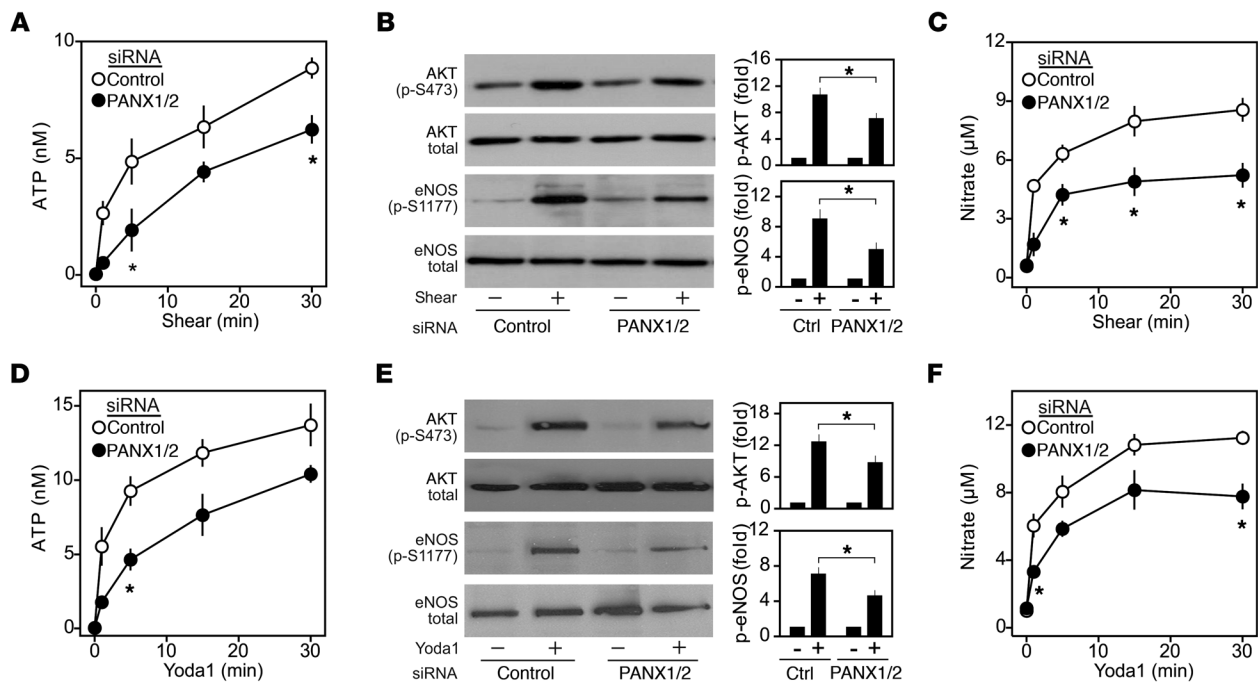 A
siRNA
Control
PANX1/2
10
5
0
ATP (nM)
*
*
0 10 20 30
Shear (min)
B
AKT
(p-S473)
AKT
total
eNOS
(p-S1177)
eNOS
total
Shear − + − +
siRNA Control PANX1/2
p-AKT (fold)
16
12
8
4
0
*
p-eNOS (fold)
12
8
4
0
*
- + - +
Ctrl PANX1/2
C
siRNA
Control
PANX1/2
12
9
6
3
0
Nitrate (µM)
* * *
0 10 20 30
Shear (min)
D
siRNA
Control
PANX1/2
15
10
5
0
ATP (nM)
*
0 10 20 30
Yoda1 (min)
E
AKT
(p-S473)
AKT
total
eNOS
(p-S1177)
eNOS
total
Yoda1 − + − +
siRNA Control PANX1/2
p-AKT (fold)
18
12
6
0
*
p-eNOS (fold)
12
8
4
0
*
- + - +
Ctrl PANX1/2
F
siRNA
Control
PANX1/2
12
8
4
0
Nitrate (µM)
*
*
0 10 20 30
Yoda1 (min)